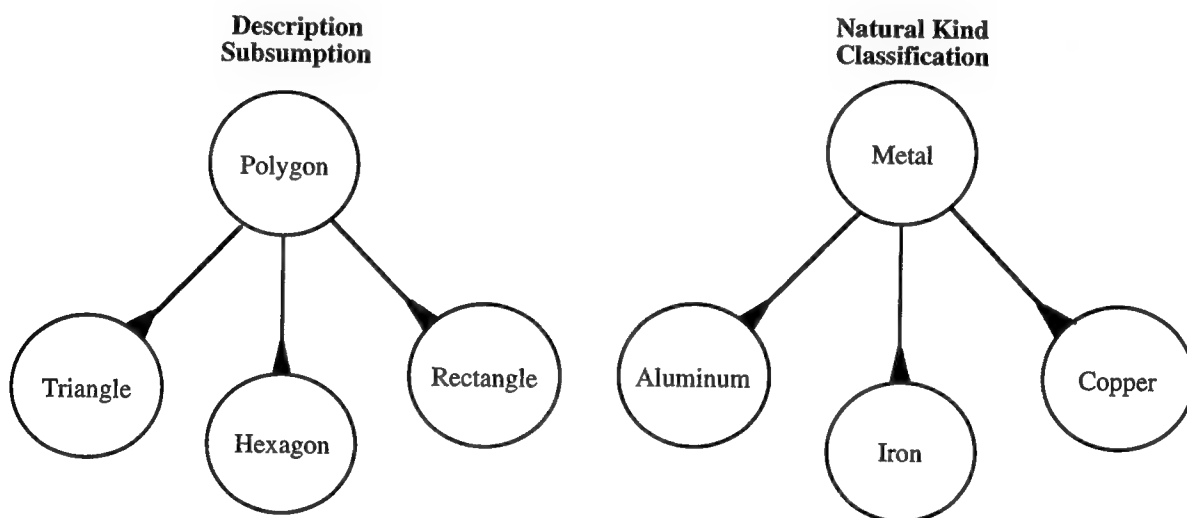 Description
Subsumption
Polygon
Triangle
Hexagon
Rectangle
Natural Kind
Classification
Metal
Aluminum
Iron
Copper